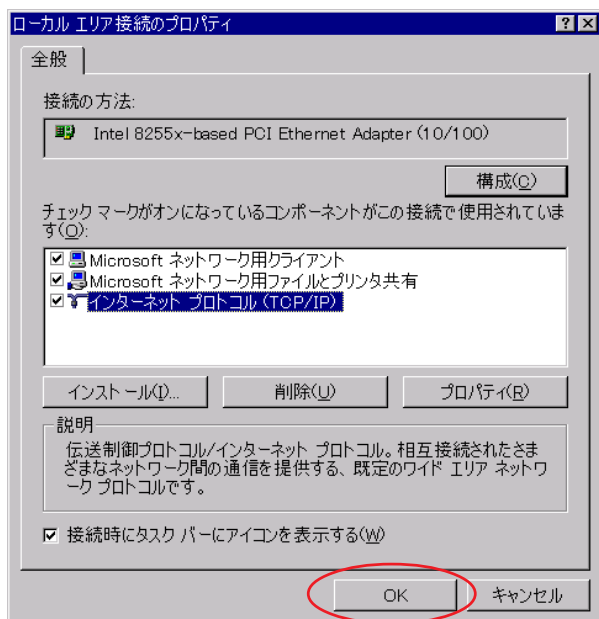 ローカル エリア接続のプロパティ
全般
接続の方法:
Intel 8255x-based PCI Ethernet Adapter (10/100)
構成(C)
チェック マークがオンになっているコンポーネントがこの接続で使用されていま
す(O):
Microsoft ネットワーク用クライアント
Microsoft ネットワーク用ファイルとプリンタ共有
インターネット プロトコル (TCP/IP)
インストール(I)... 削除(U) プロパティ(R)
説明
伝送制御プロトコル/インターネット プロトコル。相互接続されたさま
ざまなネットワーク間の通信を提供する、既定のワイド エリア ネットワ
ーク プロトコルです。
接続時にタスク バーにアイコンを表示する(W)
OK キャンセル